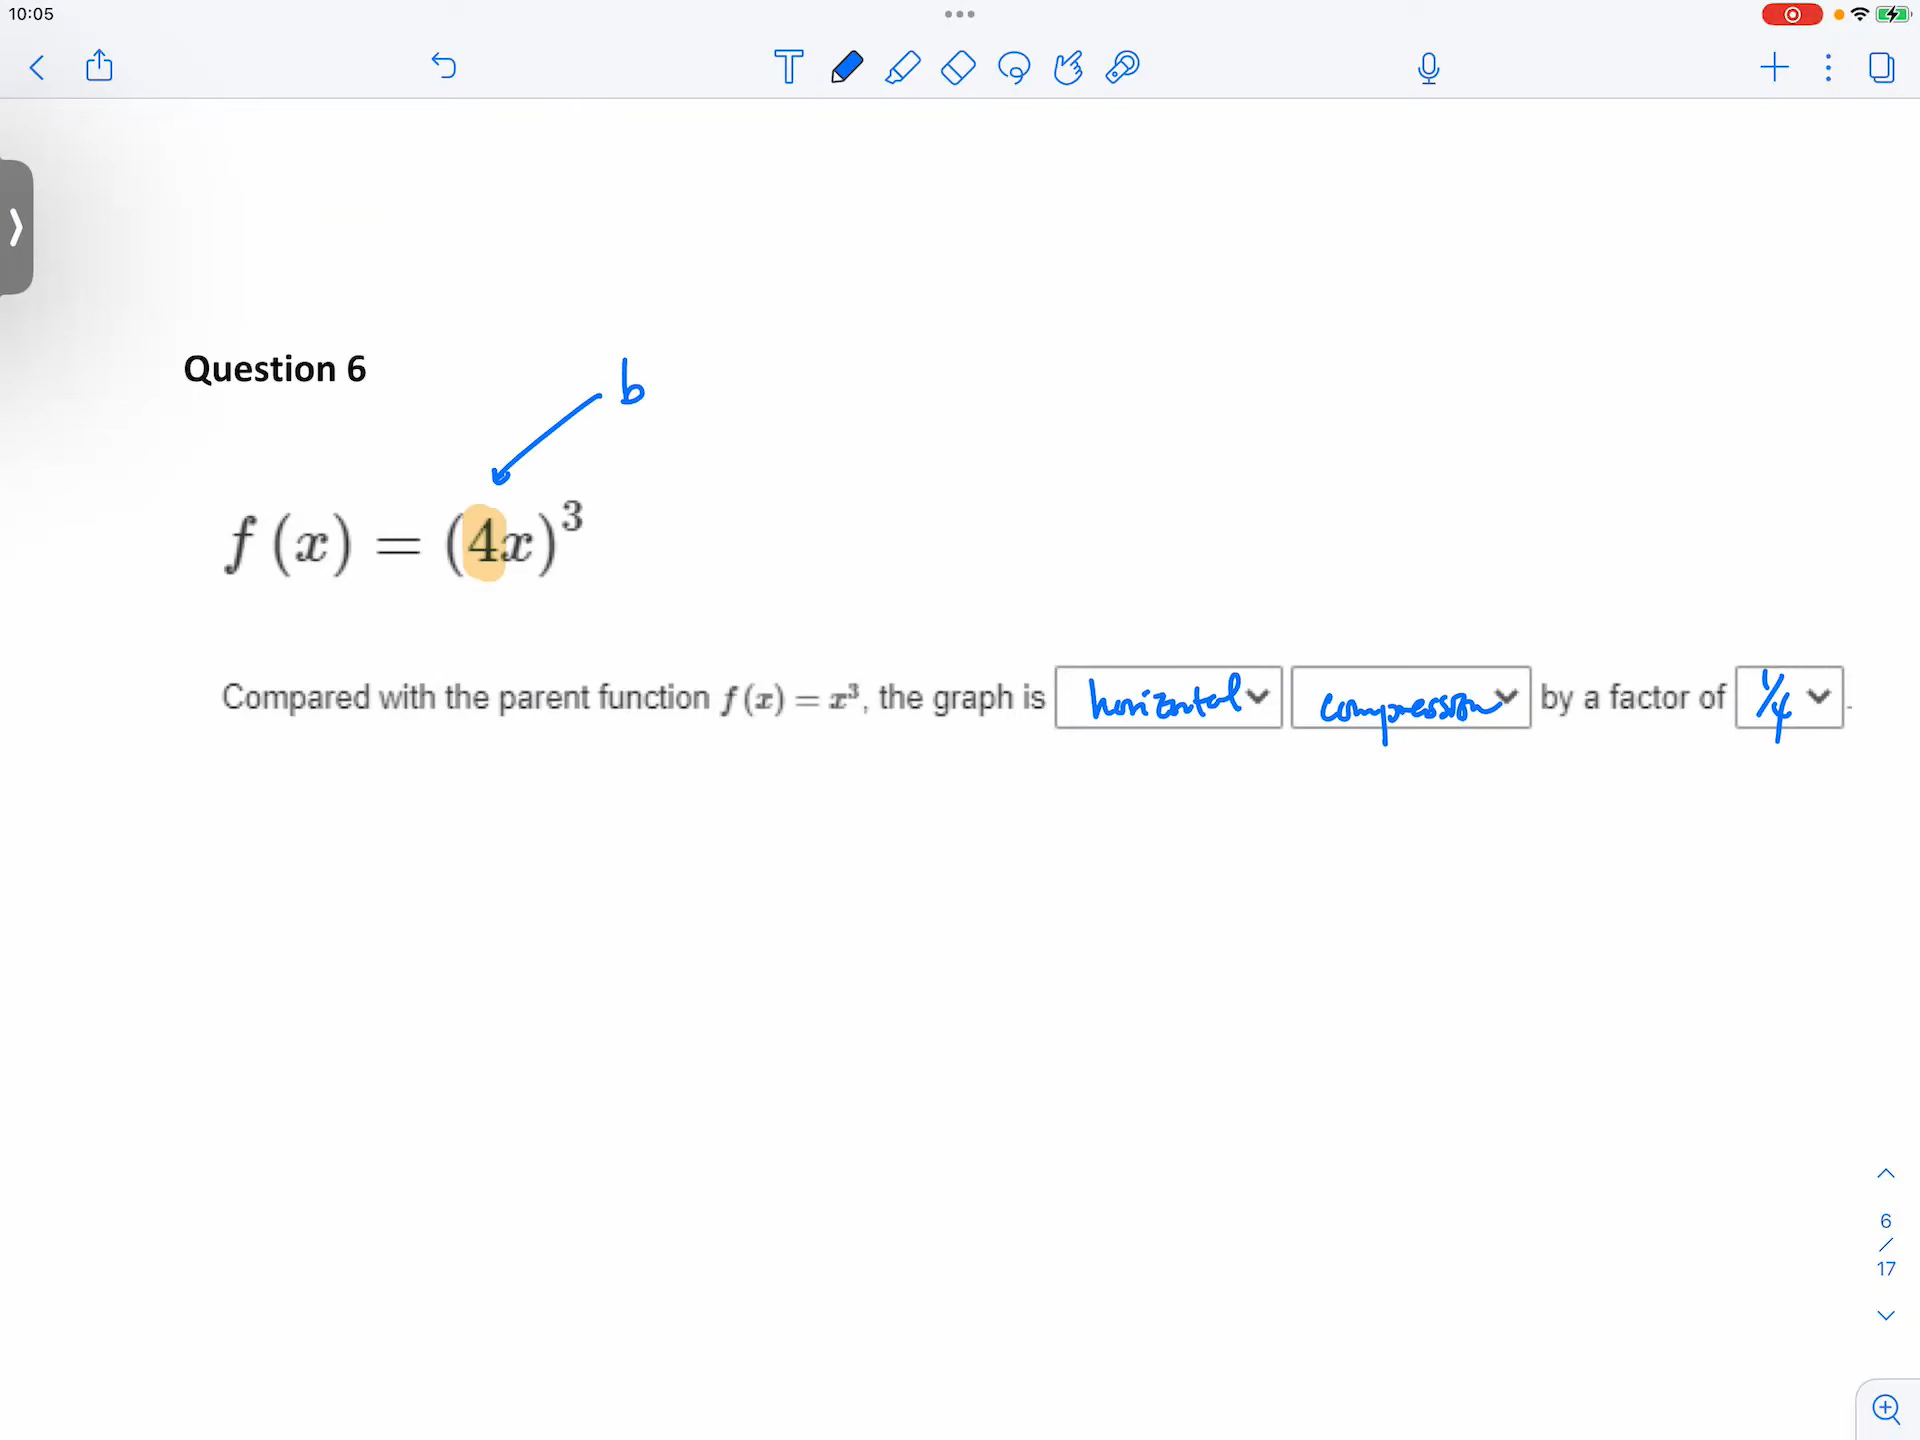 10:05
Question 6
b
f(x) = (4x)³
Compared with the parent function f(x) = x³, the graph is horizontal compression by a factor of 1/4.
6
/
17